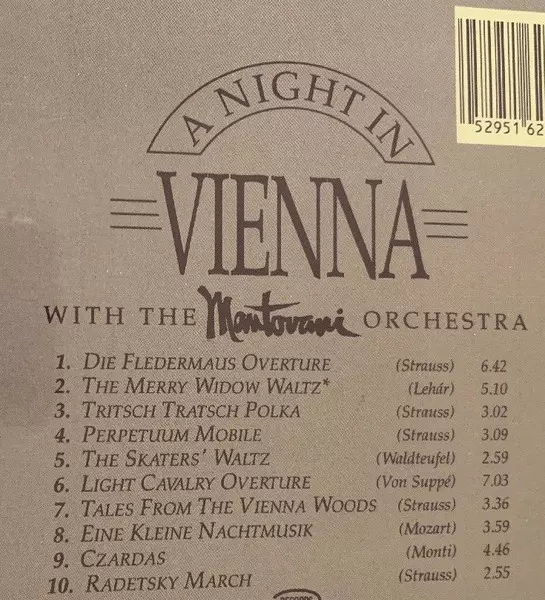 52951 62
A NIGHT IN
VIENNA
WITH THE Mantovani ORCHESTRA
1. DIE FLEDERMAUS OVERTURE (Strauss) 6.42
2. THE MERRY WIDOW WALTZ* (Lehár) 5.10
3. TRITSCH TRATSCH POLKA (Strauss) 3.02
4. PERPETUUM MOBILE (Strauss) 3.09
5. THE SKATERS' WALTZ (Waldteufel) 2.59
6. LIGHT CAVALRY OVERTURE (Von Suppé) 7.03
7. TALES FROM THE VIENNA WOODS (Strauss) 3.36
8. EINE KLEINE NACHTMUSIK (Mozart) 3.59
9. CZARDAS (Monti) 4.46
10. RADETSKY MARCH (Strauss) 2.55
RECORDS